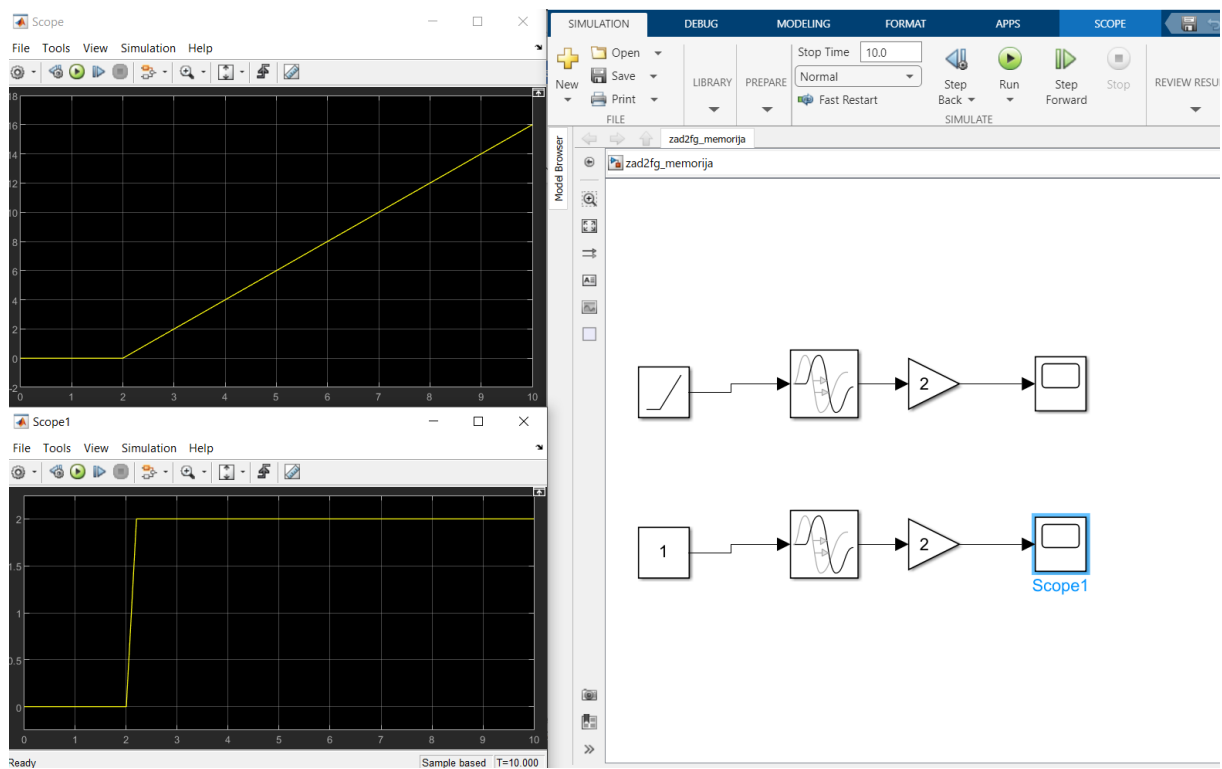 Scope
File Tools View Simulation Help
18
16
14
12
10
8
6
4
2
0
-2
0 1 2 3 4 5 6 7 8 9 10
Scope1
File Tools View Simulation Help
2
1.5
1
0.5
0
0 1 2 3 4 5 6 7 8 9 10
Ready
Sample based T=10.000
SIMULATION DEBUG MODELING FORMAT APPS SCOPE
New
Open
Save
Print
FILE
LIBRARY
PREPARE
Stop Time 10.0
Normal
Fast Restart
Step Back
Run
Step Forward
Stop
SIMULATE
REVIEW RESU
Model Browser
zad2fg_memorija
zad2fg_memorija
2
1
2
Scope1